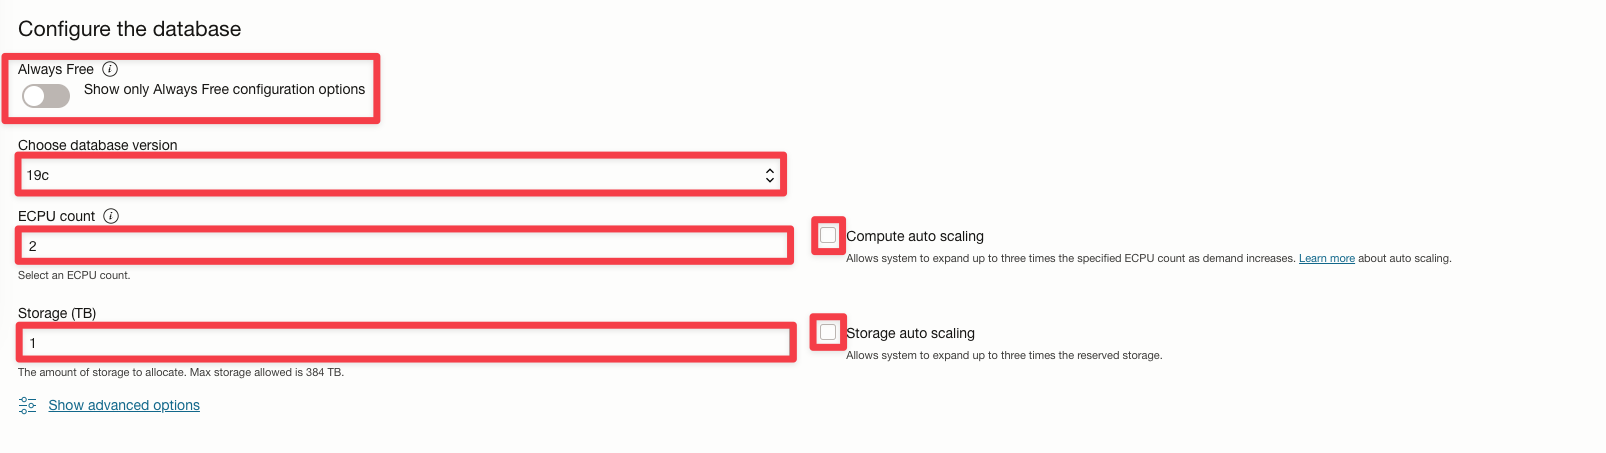 Configure the database
Always Free
Show only Always Free configuration options
Choose database version
19c
ECPU count
2
Select an ECPU count.
Compute auto scaling
Allows system to expand up to three times the specified ECPU count as demand increases. Learn more about auto scaling.
Storage (TB)
1
The amount of storage to allocate. Max storage allowed is 384 TB.
Storage auto scaling
Allows system to expand up to three times the reserved storage.
Show advanced options